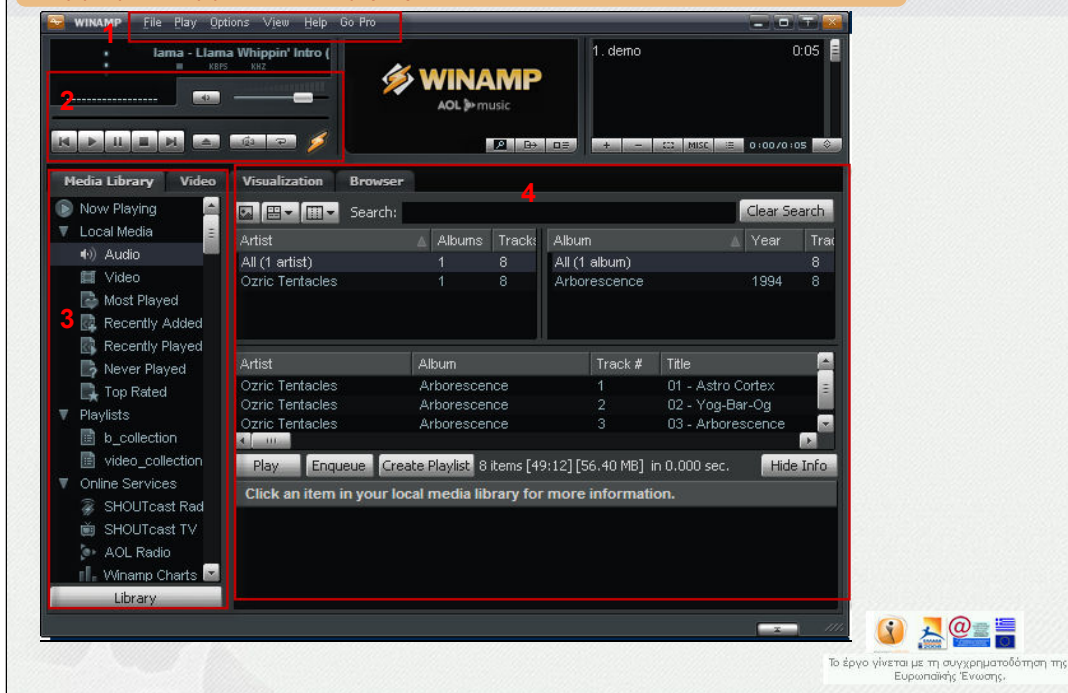 WINAMP File Play Options View Help Go Pro
1
lama - Llama Whippin' Intro (
KBPS KHZ
2
WINAMP
AOL music
1. demo 0:05
+ - MISC 0:00/0:05
Media Library Video Visualization Browser
4
Now Playing
Local Media
Audio
Video
Most Played
3
Recently Added
Recently Played
Never Played
Top Rated
Playlists
b_collection
video_collection
Online Services
SHOUTcast Rad
SHOUTcast TV
AOL Radio
Winamp Charts
Library
Search: Clear Search
Artist Albums Tracks
All (1 artist) 1 8
Ozric Tentacles 1 8
Album Year Trac
All (1 album) 8
Arborescence 1994 8
Artist Album Track # Title
Ozric Tentacles Arborescence 1 01 - Astro Cortex
Ozric Tentacles Arborescence 2 02 - Yog-Bar-Og
Ozric Tentacles Arborescence 3 03 - Arborescence
Play Enqueue Create Playlist 8 items [49:12] [56.40 MB] in 0.000 sec. Hide Info
Click an item in your local media library for more information.
Το έργο γίνεται με τη συγχρηματοδότηση της
Ευρωπαϊκής Ένωσης.